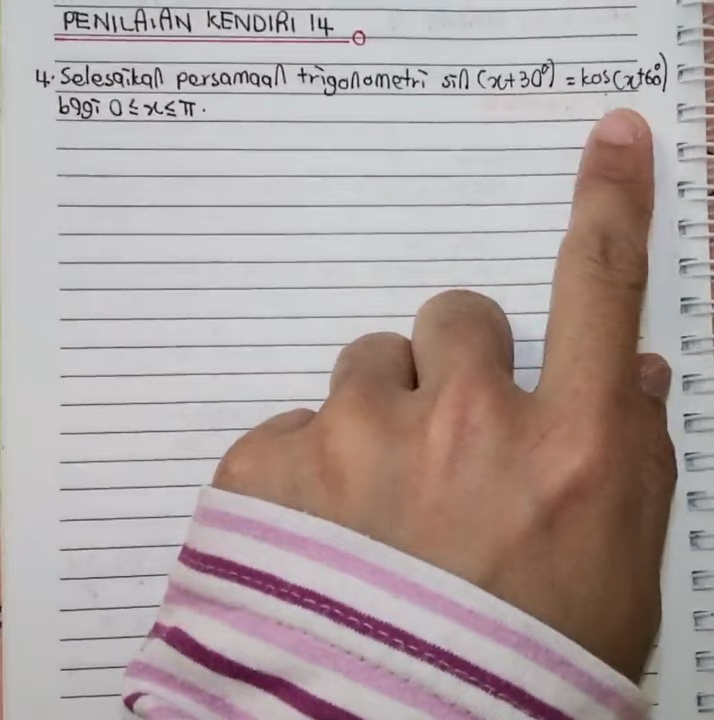 PENILAIAN KENDIRI 14
4. Selesaikan persamaan trigonometri sin (x+30°) = kos(x+60°)
bagi 0 ≤ x ≤ π.